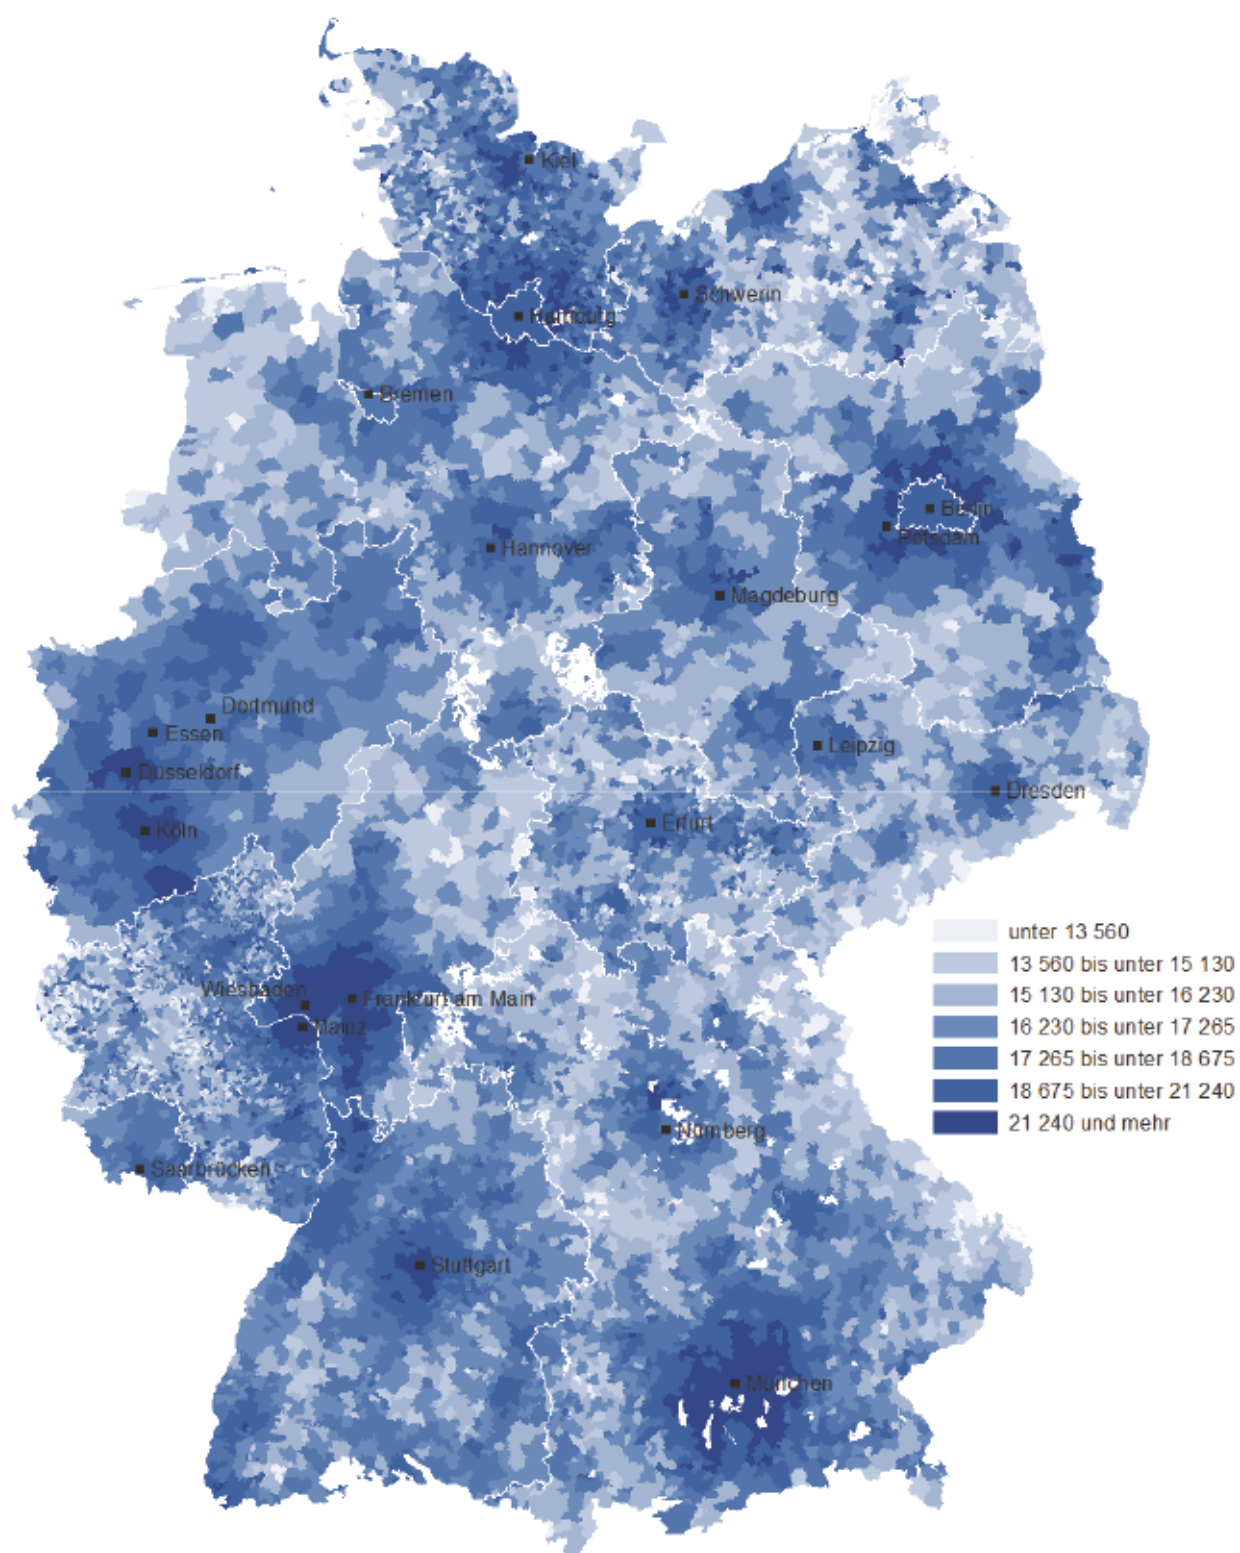 Kiel
Schwerin
Hamburg
Bremen
Berlin
Potsdam
Hannover
Magdeburg
Dortmund
Essen
Düsseldorf
Leipzig
Dresden
Köln
Erfurt
unter 13 560
13 560 bis unter 15 130
15 130 bis unter 16 230
16 230 bis unter 17 265
17 265 bis unter 18 675
18 675 bis unter 21 240
21 240 und mehr
Wiesbaden
Frankfurt am Main
Mainz
Nürnberg
Saarbrücken
Stuttgart
München